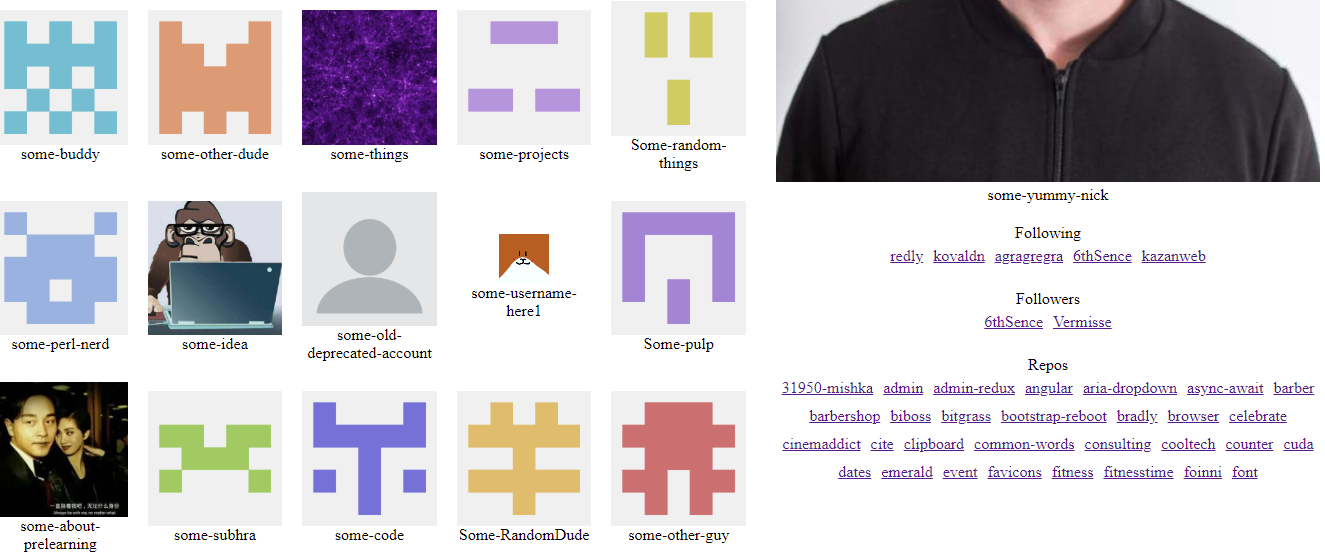 some-buddy
some-other-dude
some-things
some-projects
Some-random-
things
some-perl-nerd
some-idea
some-old-
deprecated-account
some-username-
here1
Some-pulp
一直揣着我吧,无论什么身份
Always be with me, no matter what
some-about-
prelearning
some-subhra
some-code
Some-RandomDude
some-other-guy
some-yummy-nick
Following
redly kovaldn agragregra 6thSence kazanweb
Followers
6thSence Vermisse
Repos
31950-mishka admin admin-redux angular aria-dropdown async-await barber
barbershop biboss bitgrass bootstrap-reboot bradly browser celebrate
cinemaddict cite clipboard common-words consulting cooltech counter cuda
dates emerald event favicons fitness fitnesstime foinni font